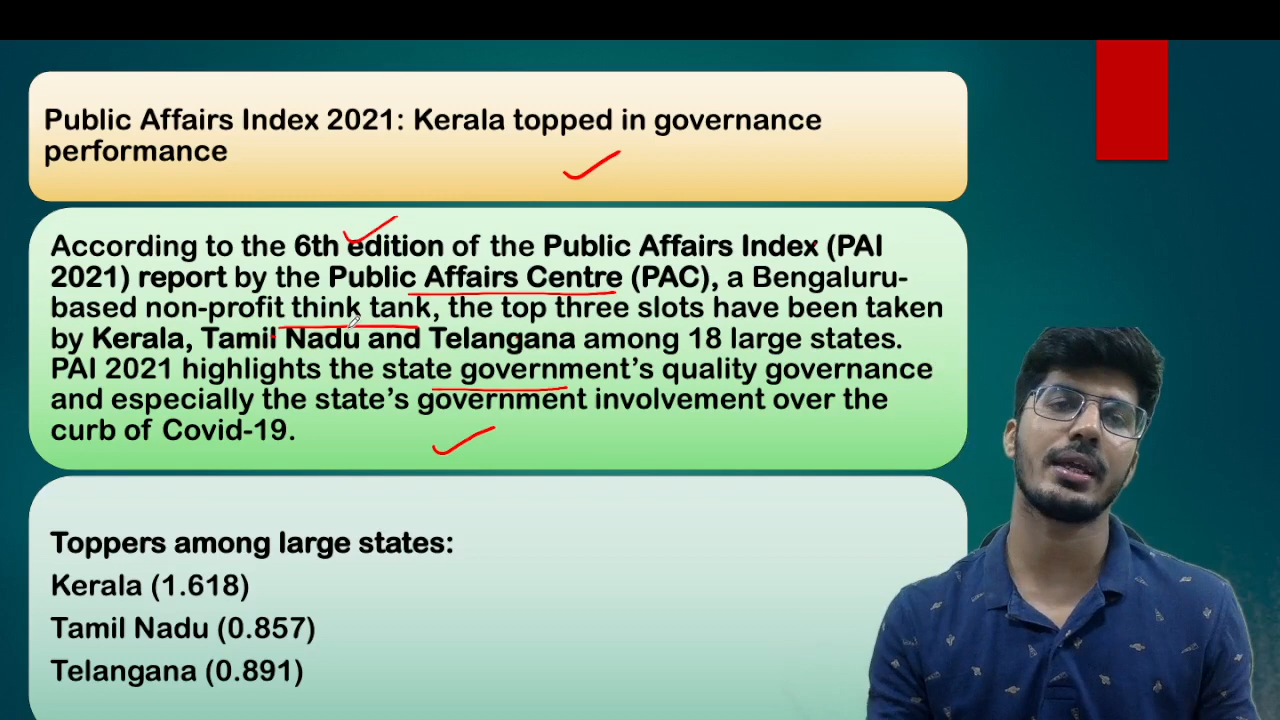 Public Affairs Index 2021: Kerala topped in governance
performance
According to the 6th edition of the Public Affairs Index (PAI
2021) report by the Public Affairs Centre (PAC), a Bengaluru-
based non-profit think tank, the top three slots have been taken
by Kerala, Tamil Nadu and Telangana among 18 large states.
PAI 2021 highlights the state government's quality governance
and especially the state's government involvement over the
curb of Covid-19.
Toppers among large states:
Kerala (1.618)
Tamil Nadu (0.857)
Telangana (0.891)